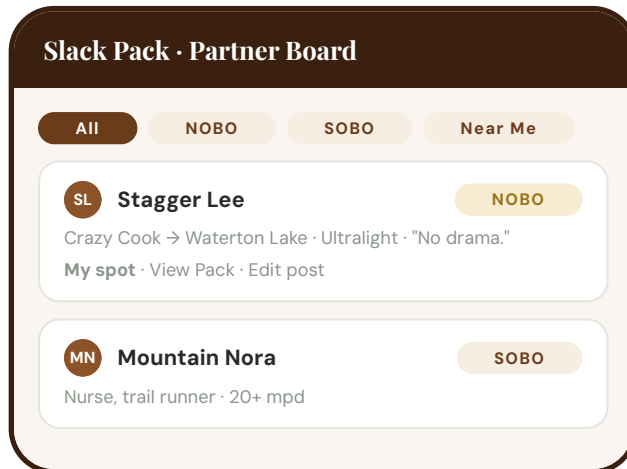 Slack Pack · Partner Board
All NOBO SOBO Near Me
SL Stagger Lee NOBO
Crazy Cook → Waterton Lake · Ultralight · "No drama."
My spot · View Pack · Edit post
MN Mountain Nora SOBO
Nurse, trail runner · 20+ mpd